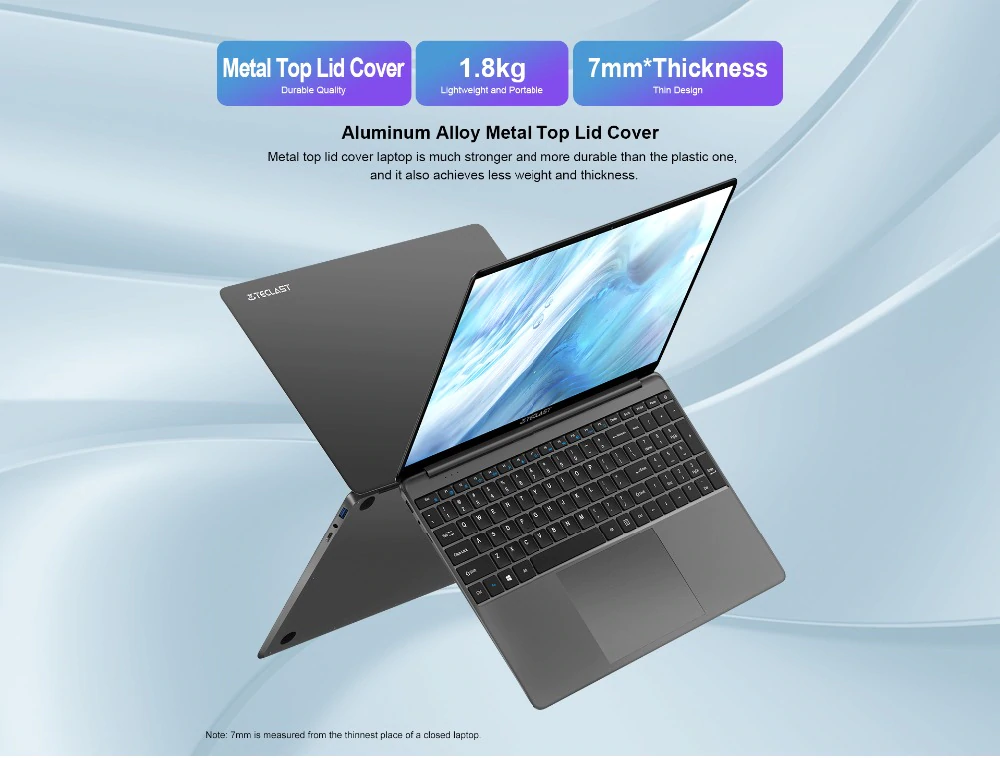 Metal Top Lid Cover
Durable Quality
1.8kg
Lightweight and Portable
7mm*Thickness
Thin Design
Aluminum Alloy Metal Top Lid Cover
Metal top lid cover laptop is much stronger and more durable than the plastic one,
and it also achieves less weight and thickness.
TECLAST
TECLAST
Note: 7mm is measured from the thinnest place of a closed laptop.